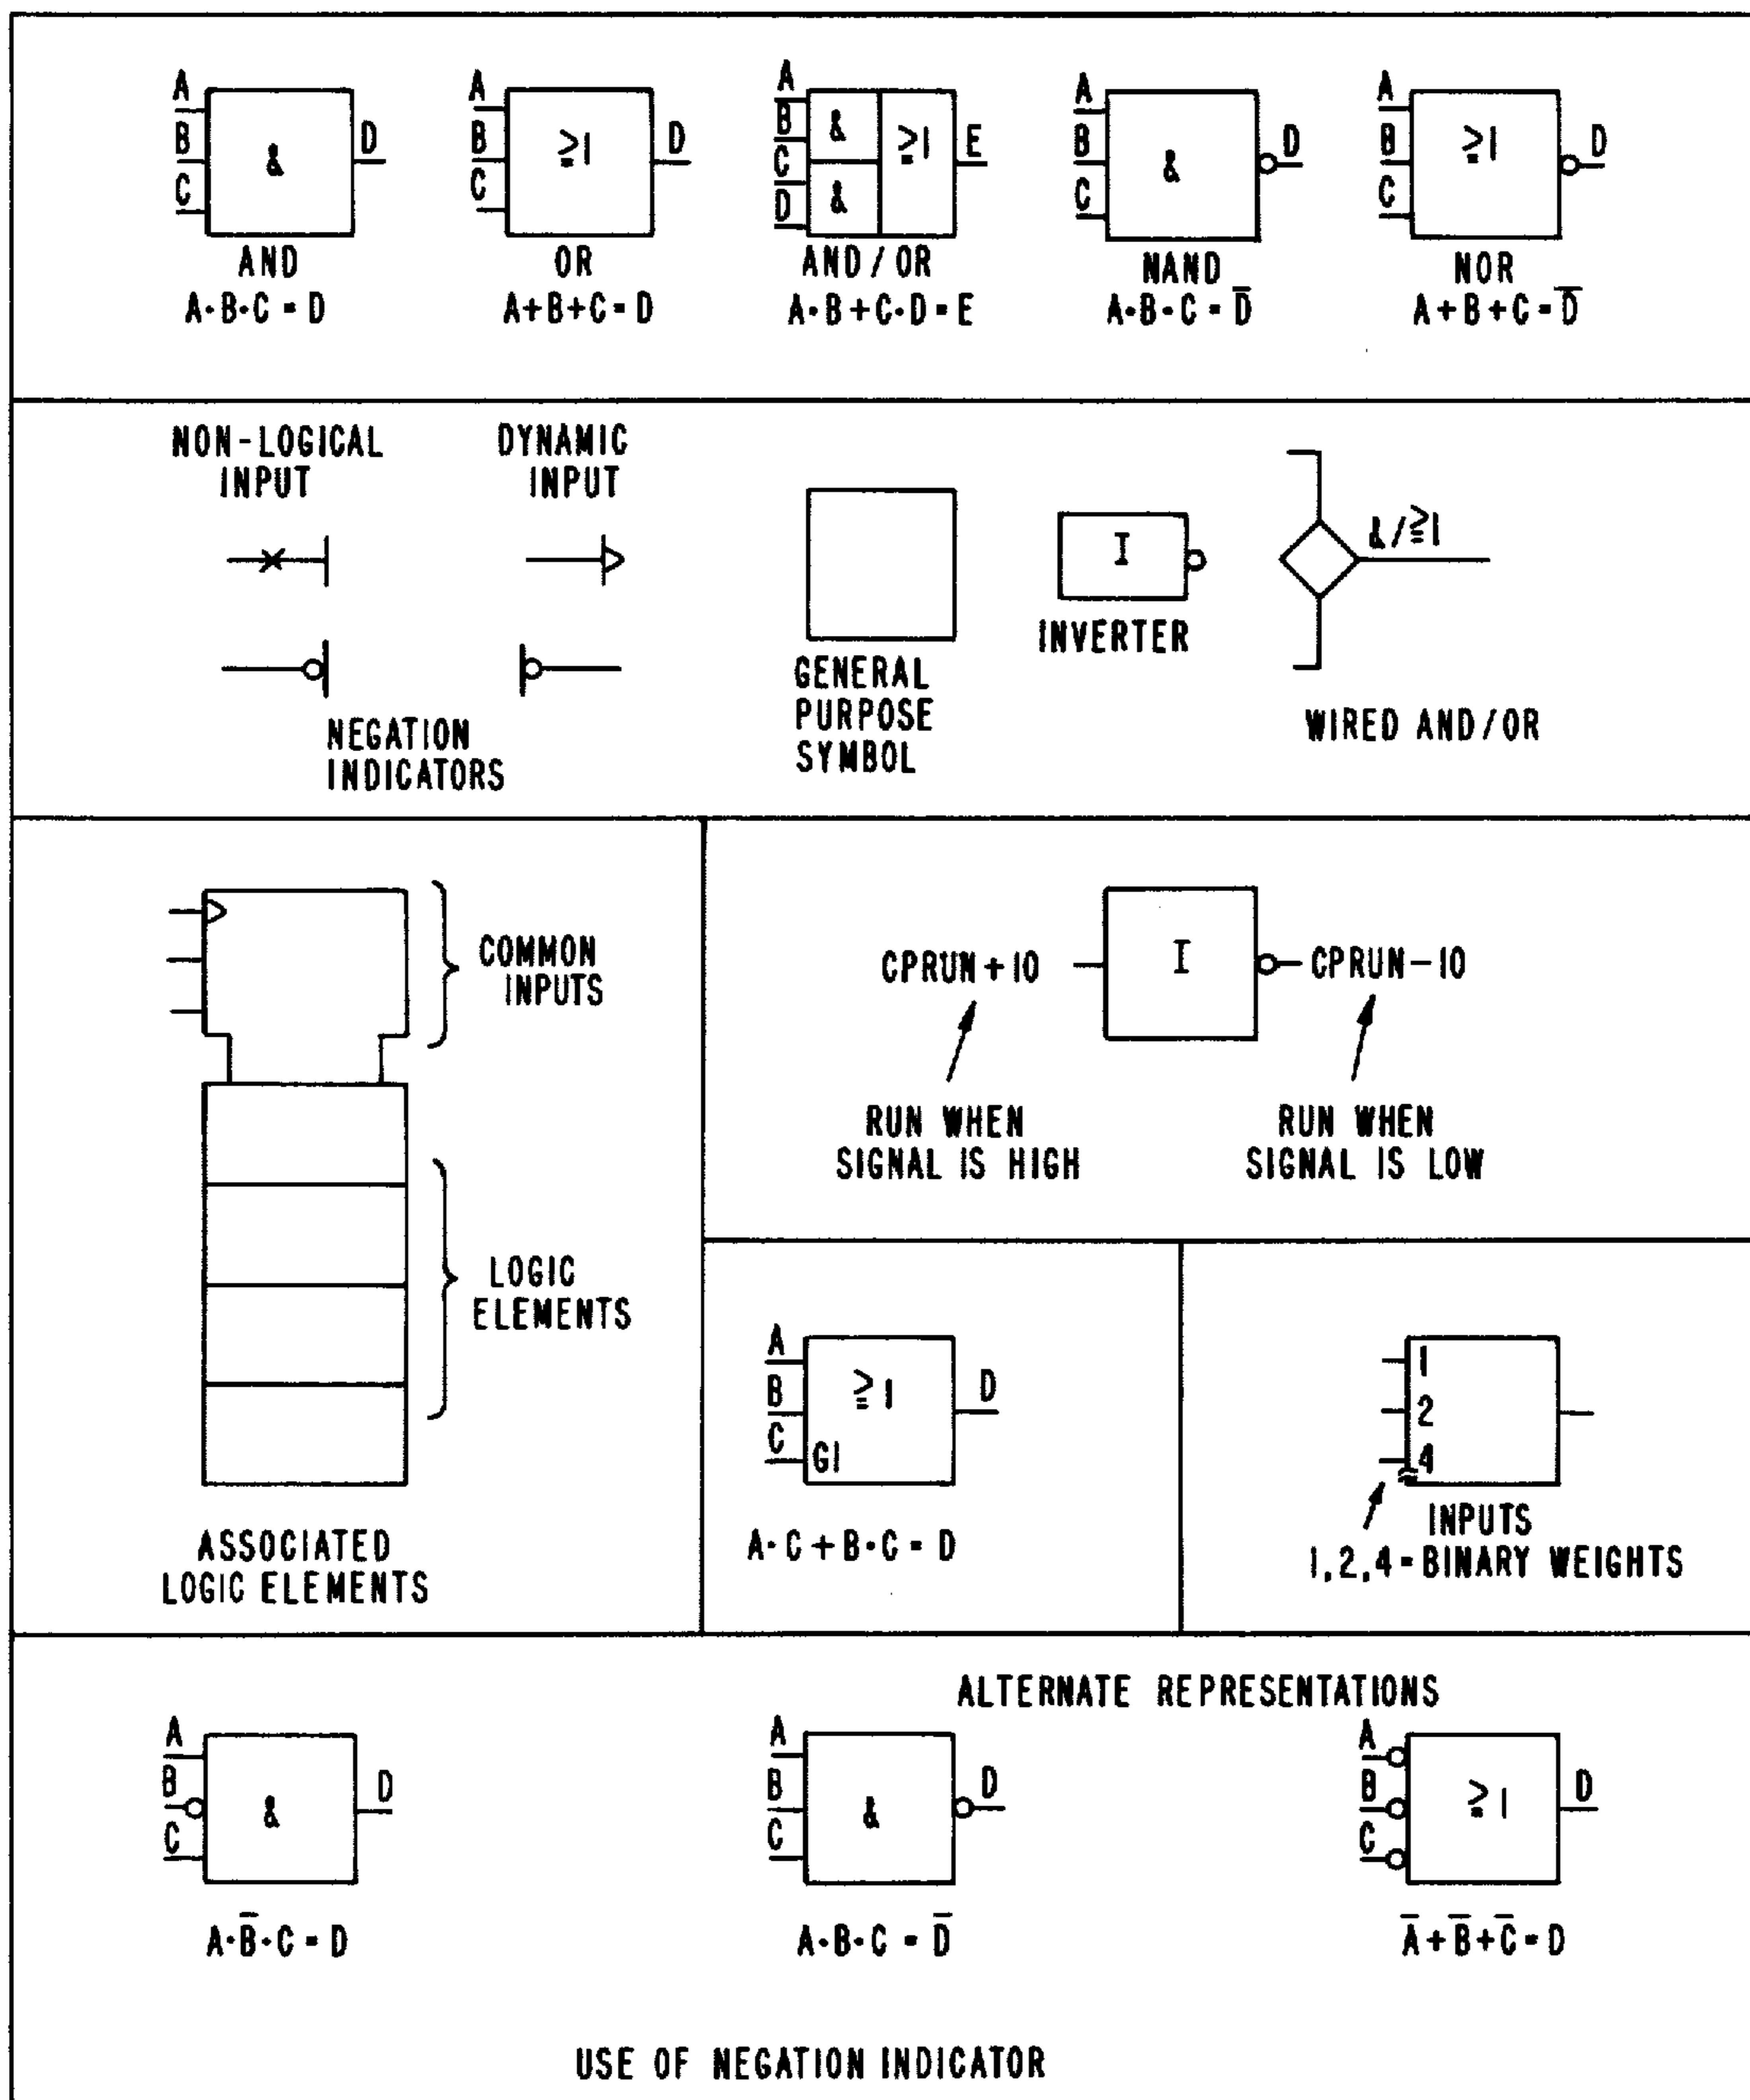 A
B
C
&
D
AND
A·B·C = D
A
B
C
≥1
D
OR
A+B+C = D
A
B
C
D
&
&
≥1
E
AND / OR
A·B+C·D=E
A
B
C
&
D
NAND
A·B·C = D̅
A
B
C
≥1
D
NOR
A+B+C=D̅
NON-LOGICAL
INPUT
DYNAMIC
INPUT
NEGATION
INDICATORS
GENERAL
PURPOSE
SYMBOL
I
INVERTER
&/≥1
WIRED AND/OR
COMMON
INPUTS
LOGIC
ELEMENTS
ASSOCIATED
LOGIC ELEMENTS
CPRUN+10
I
CPRUN-10
RUN WHEN
SIGNAL IS HIGH
RUN WHEN
SIGNAL IS LOW
A
B
C
≥1
G1
D
A·C+B·C = D
1
2
4
INPUTS
1,2,4=BINARY WEIGHTS
ALTERNATE REPRESENTATIONS
A
B
C
&
D
A·B̅·C = D
A
B
C
&
D
A·B·C = D̅
A
B
C
≥1
D
A̅+B̅+C̅=D
USE OF NEGATION INDICATOR